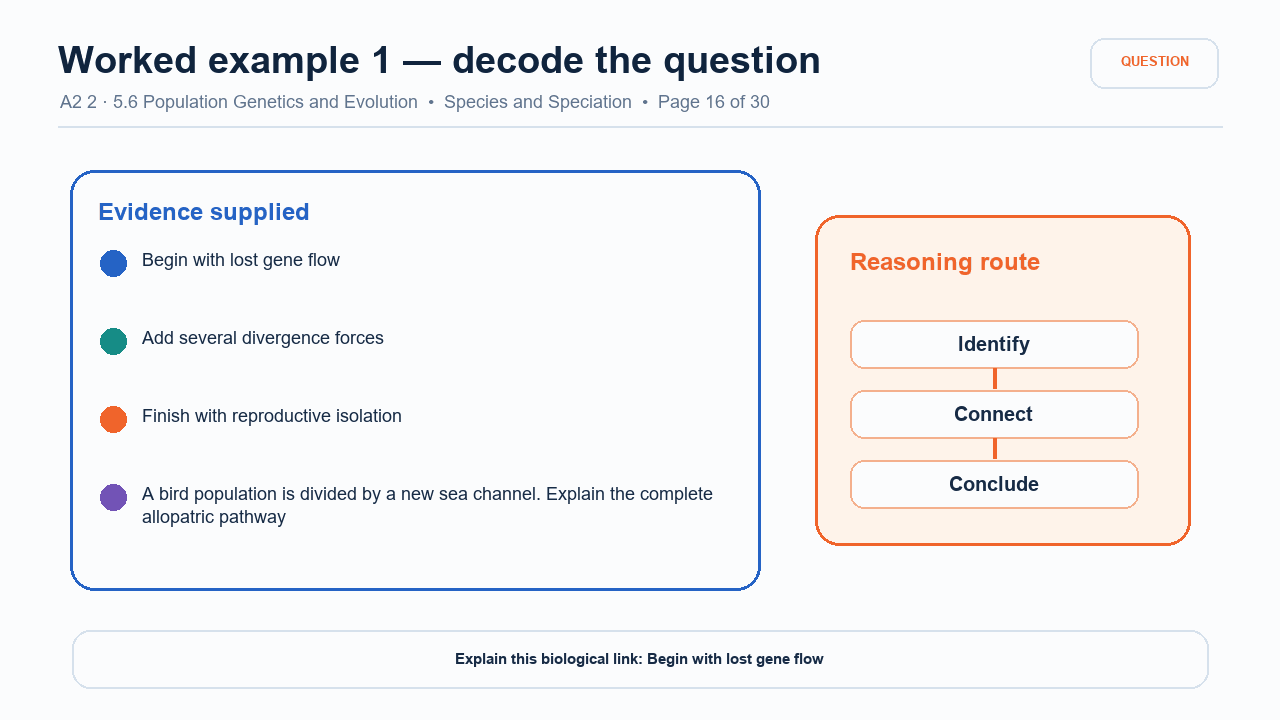 Worked example 1 — decode the question
QUESTION
A2 2 · 5.6 Population Genetics and Evolution • Species and Speciation • Page 16 of 30
Evidence supplied
Begin with lost gene flow
Add several divergence forces
Finish with reproductive isolation
A bird population is divided by a new sea channel. Explain the complete
allopatric pathway
Reasoning route
Identify
Connect
Conclude
Explain this biological link: Begin with lost gene flow